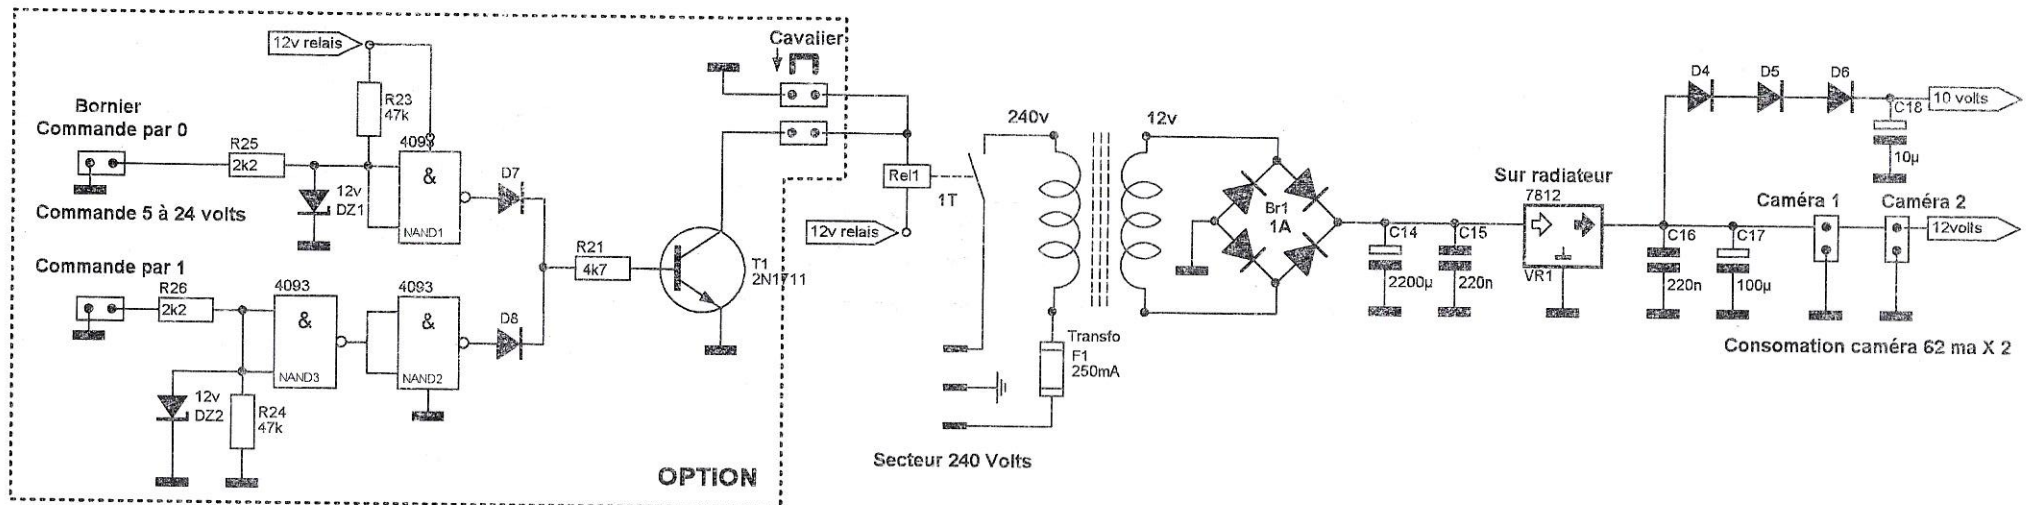 12v relais
R23
47k
Cavalier
Bornier
Commande par 0
R25
2k2
4093
&
NAND1
12v
DZ1
D7
Commande 5 à 24 volts
Commande par 1
R26
2k2
4093
&
NAND3
4093
&
NAND2
D8
12v
DZ2
R24
47k
R21
4k7
T1
2N1711
OPTION
Rel1
1T
12v relais
240v
12v
Transfo
F1
250mA
Secteur 240 Volts
Br1
1A
C14
2200µ
C15
220n
Sur radiateur
7812
VR1
D4
D5
D6
C18
10µ
10 volts
C16
220n
C17
100µ
Caméra 1
Caméra 2
12volts
Consomation caméra 62 ma X 2